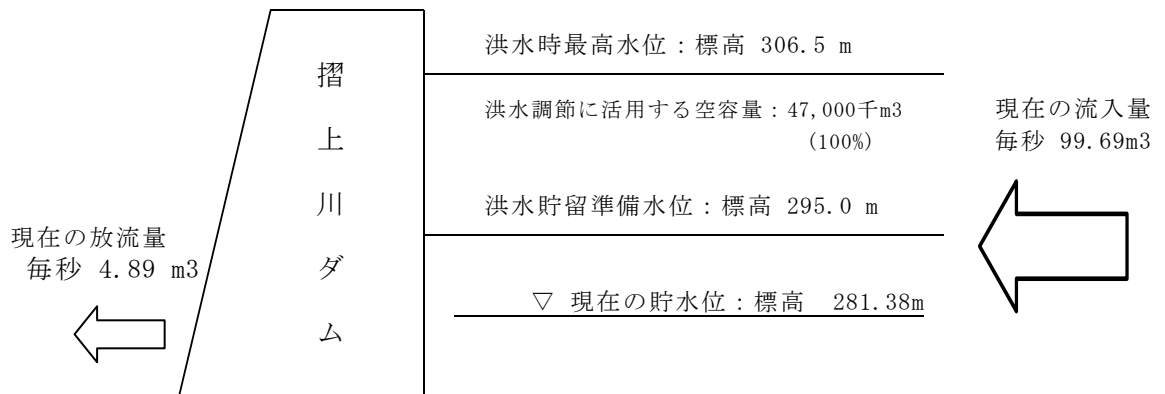 洪水時最高水位：標高 306.5 m
摺上川ダム
洪水調節に活用する空容量：47,000千m3
(100%)
現在の流入量
毎秒 99.69m3
洪水貯留準備水位：標高 295.0 m
現在の放流量
毎秒 4.89 m3
▽ 現在の貯水位：標高 281.38m